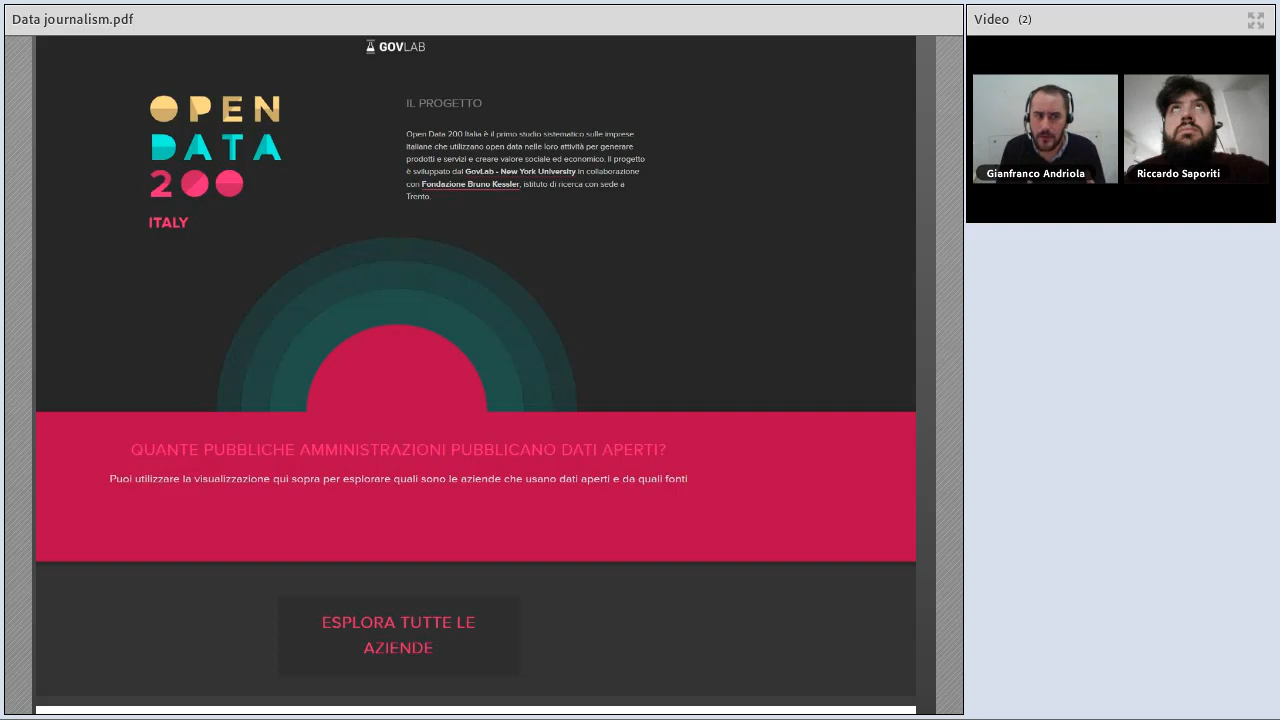 Data journalism.pdf
Video (2)
GOVLAB
OPEN
DATA
200
ITALY
IL PROGETTO
Open Data 200 Italia è il primo studio sistematico sulle imprese
italiane che utilizzano open data nelle loro attività per generare
prodotti e servizi e creare valore sociale ed economico. Il progetto
è sviluppato dal GovLab - New York University in collaborazione
con Fondazione Bruno Kessler, istituto di ricerca con sede a
Trento.
Gianfranco Andriola
Riccardo Saporiti
QUANTE PUBBLICHE AMMINISTRAZIONI PUBBLICANO DATI APERTI?
Puoi utilizzare la visualizzazione qui sopra per esplorare quali sono le aziende che usano dati aperti e da quali fonti
ESPLORA TUTTE LE
AZIENDE